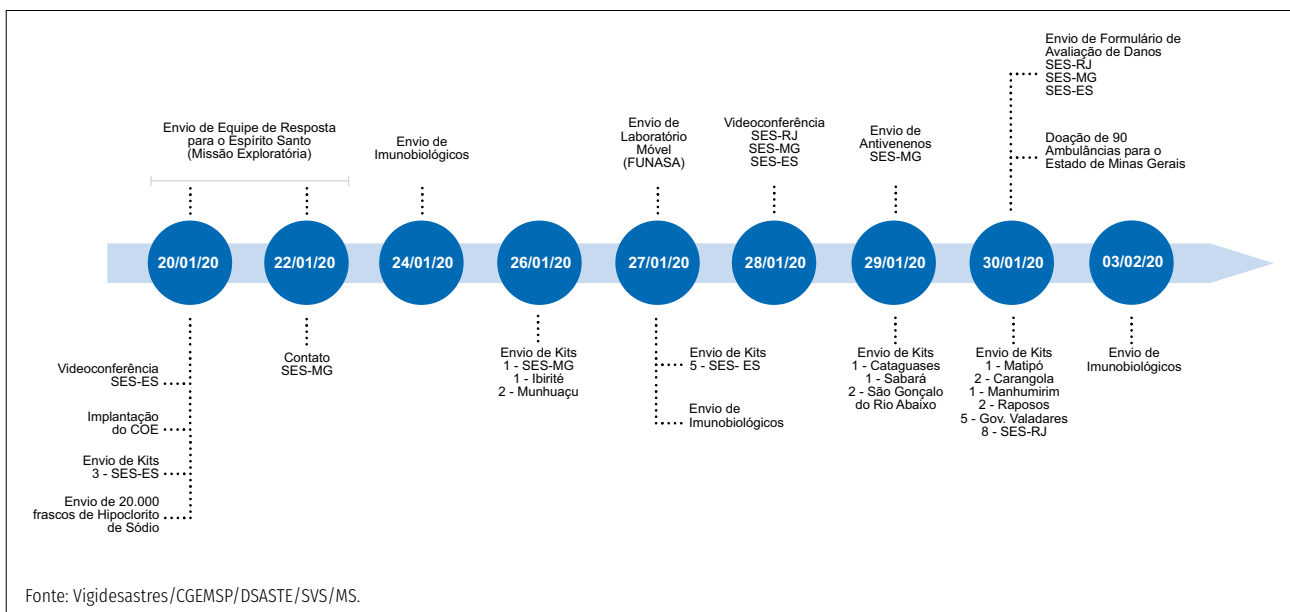 Envio de Equipe de Resposta
para o Espírito Santo
(Missão Exploratória)
Envio de
Imunobiológicos
Envio de
Laboratório
Móvel
(FUNASA)
Videoconferência
SES-RJ
SES-MG
SES-ES
Envio de
Antivenenos
SES-MG
Envio de Formulário de
Avaliação de Danos
SES-RJ
SES-MG
SES-ES
Doação de 90
Ambulâncias para o
Estado de Minas Gerais
20/01/20
22/01/20
24/01/20
26/01/20
27/01/20
28/01/20
29/01/20
30/01/20
03/02/20
Videoconferência
SES-ES
Implantação
do COE
Envio de Kits
3 - SES-ES
Envio de 20.000
frascos de Hipoclorito
de Sódio
Contato
SES-MG
Envio de Kits
1 - SES-MG
1 - Ibirité
2 - Munhuaçu
Envio de Kits
5 - SES- ES
Envio de
Imunobiológicos
Envio de Kits
1 - Cataguases
1 - Sabará
2 - São Gonçalo
do Rio Abaixo
Envio de Kits
1 - Matipó
2 - Carangola
1 - Manhumirim
2 - Raposos
5 - Gov. Valadares
8 - SES-RJ
Envio de
Imunobiológicos
Fonte: Vigidesastres/CGEMSP/DSASTE/SVS/MS.